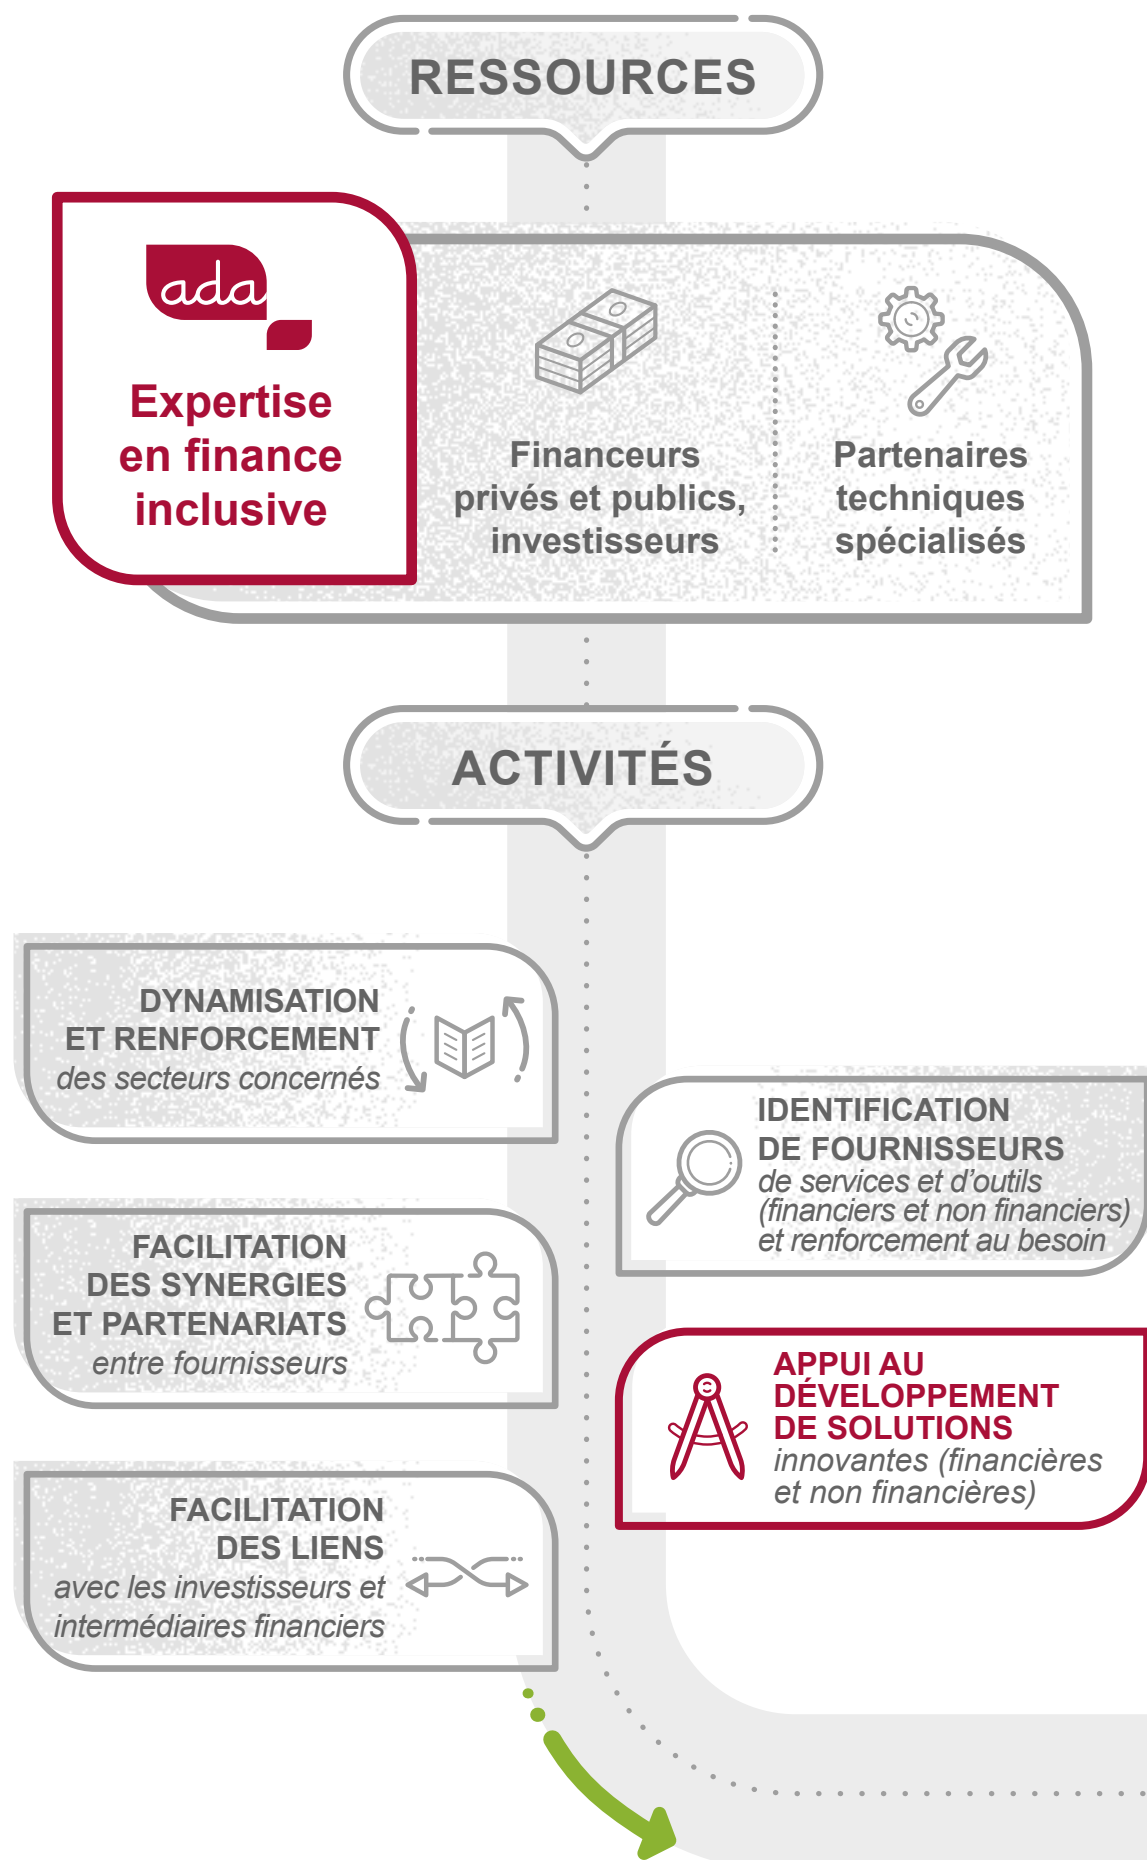 RESSOURCES
ada
Expertise
en finance
inclusive
Financeurs
privés et publics,
investisseurs
Partenaires
techniques
spécialisés
ACTIVITÉS
DYNAMISATION
ET RENFORCEMENT
des secteurs concernés
FACILITATION
DES SYNERGIES
ET PARTENARIATS
entre fournisseurs
FACILITATION
DES LIENS
avec les investisseurs et
intermédiaires financiers
IDENTIFICATION
DE FOURNISSEURS
de services et d’outils
(financiers et non financiers)
et renforcement au besoin
APPUI AU
DÉVELOPPEMENT
DE SOLUTIONS
innovantes (financières
et non financières)